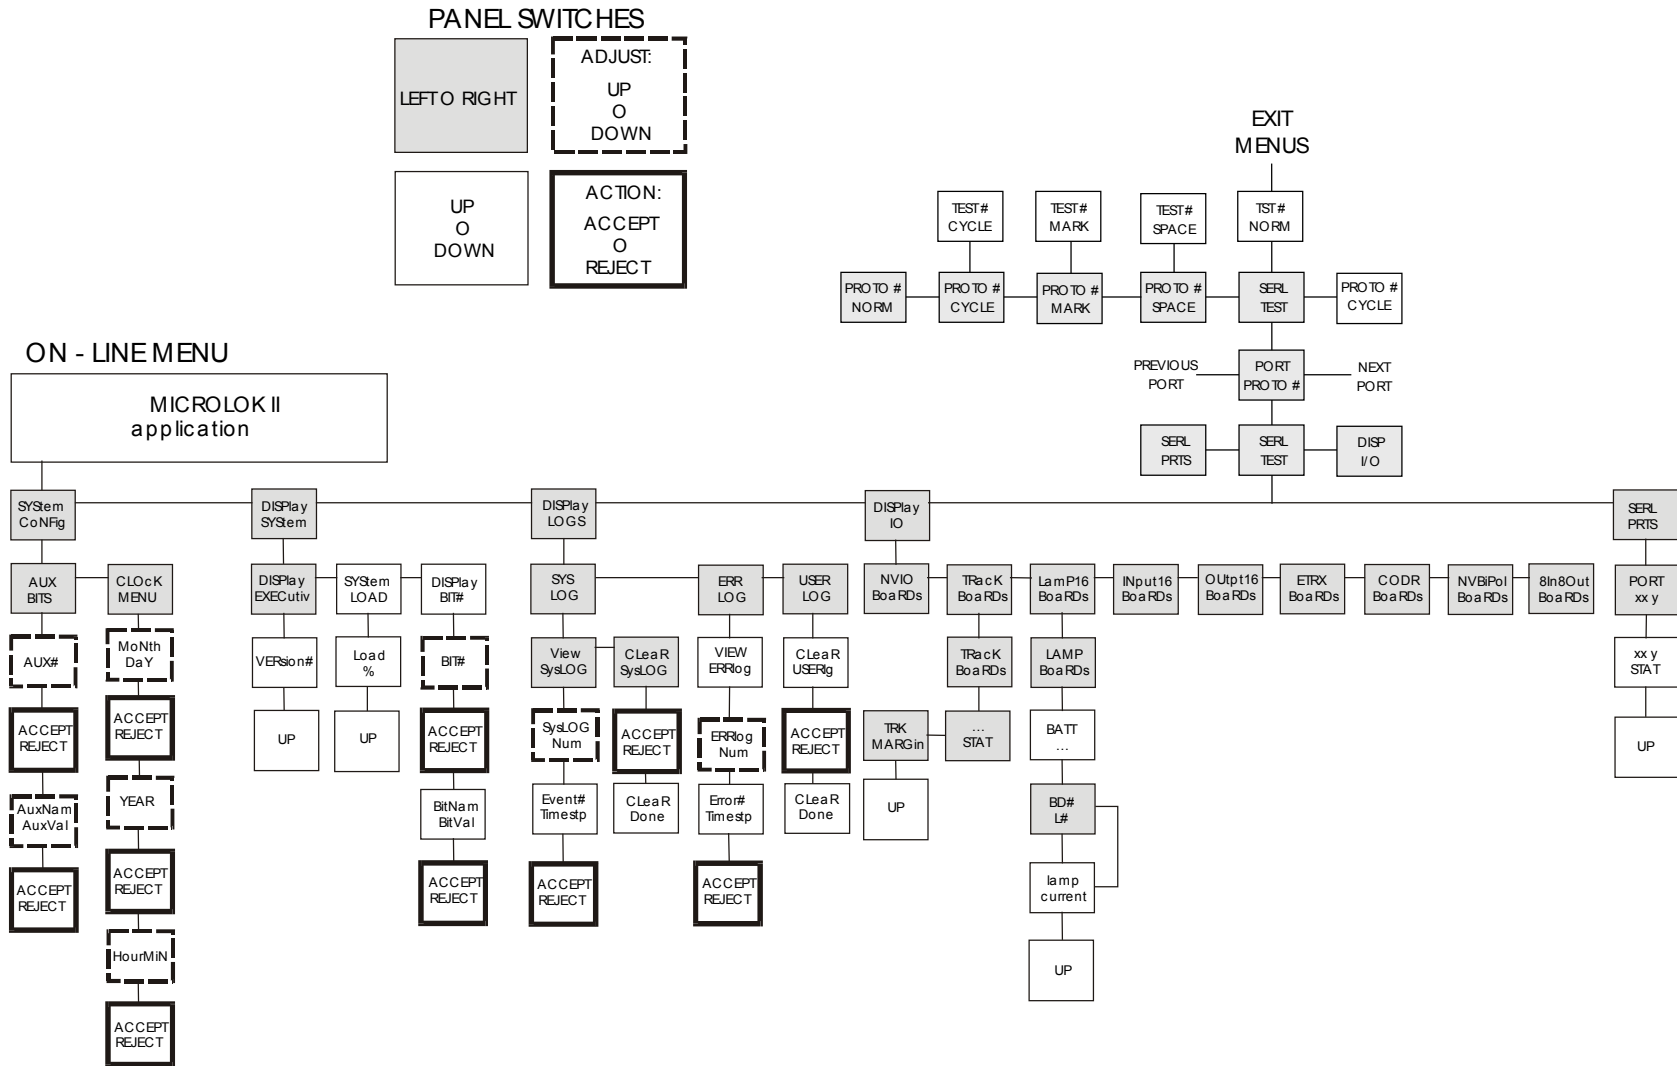 PANEL SWITCHES
LEFT O RIGHT
ADJUST:
UP
O
DOWN
UP
O
DOWN
ACTION:
ACCEPT
O
REJECT
EXIT
MENUS
TEST#
CYCLE
TEST#
MARK
TEST#
SPACE
TST#
NORM
PROTO #
NORM
PROTO #
CYCLE
PROTO #
MARK
PROTO #
SPACE
SERL
TEST
PROTO #
CYCLE
PREVIOUS
PORT
PORT
PROTO #
NEXT
PORT
SERL
PRTS
SERL
TEST
DISP
I/O
ON - LINE MENU
MICROLOK II
application
SYStem
CoNFig
DISPlay
SYStem
DISPlay
LOGS
DISPlay
IO
SERL
PRTS
AUX
BITS
CLOcK
MENU
DISPlay
EXECutiv
SYStem
LOAD
DISPlay
BIT#
SYS
LOG
ERR
LOG
USER
LOG
NVIO
BoaRDs
TRacK
BoaRDs
LamP16
BoaRDs
INput16
BoaRDs
OUtpt16
BoaRDs
ETRX
BoaRDs
CODR
BoaRDs
NVBiPol
BoaRDs
8In8Out
BoaRDs
PORT
xx y
AUX#
MoNth
DaY
VERsion#
Load
%
BIT#
View
SysLOG
CLeaR
SysLOG
VIEW
ERRlog
CLeaR
USERlg
TRacK
BoaRDs
LAMP
BoaRDs
xx y
STAT
ACCEPT
REJECT
ACCEPT
REJECT
UP
UP
ACCEPT
REJECT
SysLOG
Num
ACCEPT
REJECT
ERRlog
Num
ACCEPT
REJECT
TRK
MARGin
...
STAT
BATT
...
UP
AuxNam
AuxVal
YEAR
BitNam
BitVal
Event#
Timestp
CLeaR
Done
Error#
Timestp
CLeaR
Done
UP
BD#
L#
ACCEPT
REJECT
ACCEPT
REJECT
ACCEPT
REJECT
ACCEPT
REJECT
ACCEPT
REJECT
lamp
current
HourMiN
UP
ACCEPT
REJECT